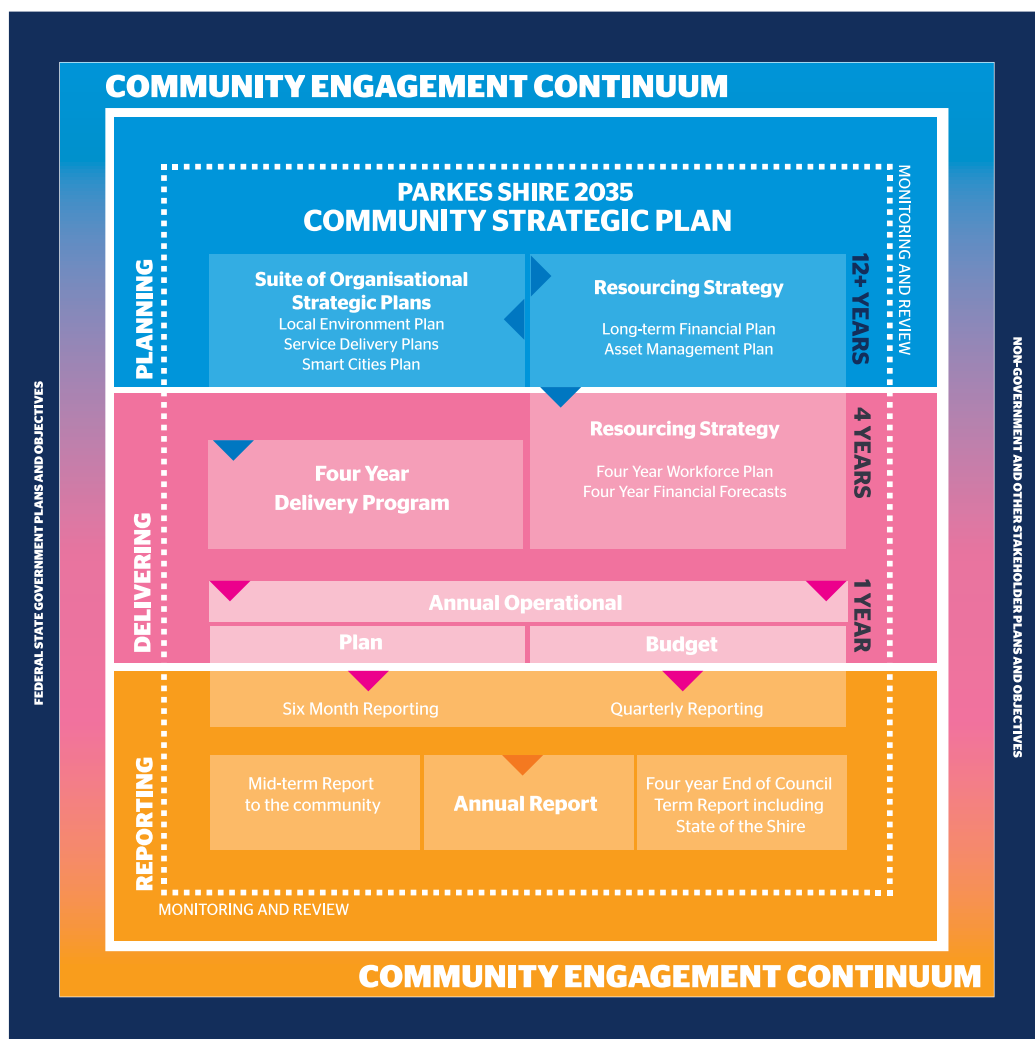 COMMUNITY ENGAGEMENT CONTINUUM
MONITORING AND REVIEW
PARKES SHIRE 2035
COMMUNITY STRATEGIC PLAN
PLANNING
12+ YEARS
Suite of Organisational
Strategic Plans
Local Environment Plan
Service Delivery Plans
Smart Cities Plan
Resourcing Strategy
Long-term Financial Plan
Asset Management Plan
FEDERAL STATE GOVERNMENT PLANS AND OBJECTIVES
NON-GOVERNMENT AND OTHER STAKEHOLDER PLANS AND OBJECTIVES
DELIVERING
4 YEARS
Four Year
Delivery Program
Resourcing Strategy
Four Year Workforce Plan
Four Year Financial Forecasts
1 YEAR
Annual Operational
Plan
Budget
REPORTING
Six Month Reporting
Quarterly Reporting
Mid-term Report
to the community
Annual Report
Four year End of Council
Term Report including
State of the Shire
MONITORING AND REVIEW
COMMUNITY ENGAGEMENT CONTINUUM